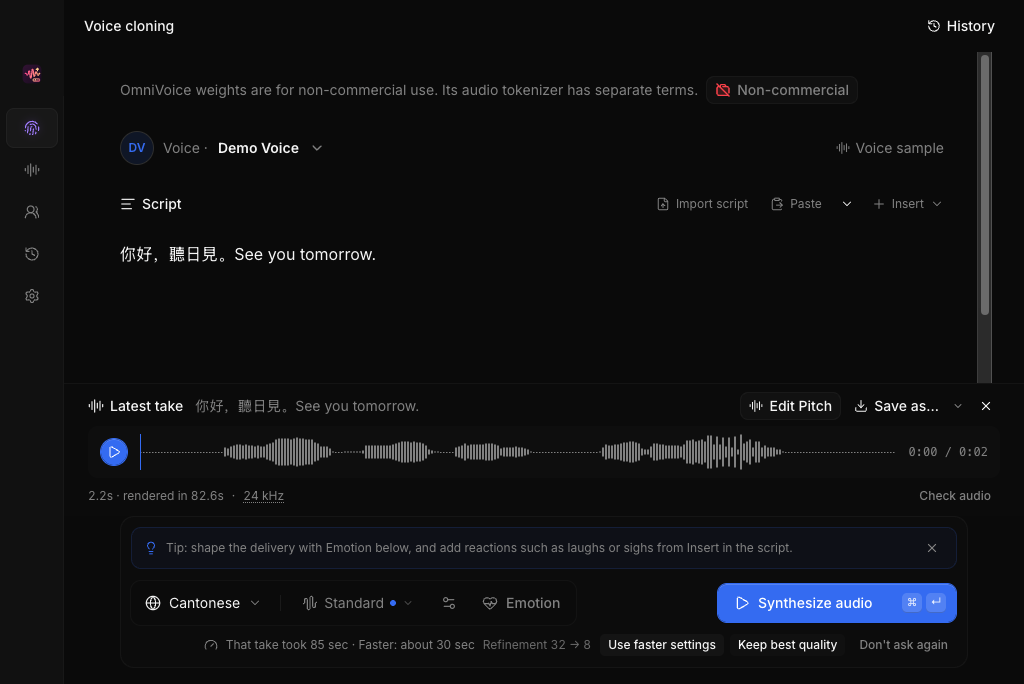 Voice cloning
History
OmniVoice weights are for non-commercial use. Its audio tokenizer has separate terms. Non-commercial
DV Voice · Demo Voice
Voice sample
Script
Import script Paste Insert
你好，聽日見。See you tomorrow.
Latest take 你好，聽日見。See you tomorrow.
Edit Pitch Save as...
0:00 / 0:02
2.2s · rendered in 82.6s · 24 kHz
Check audio
Tip: shape the delivery with Emotion below, and add reactions such as laughs or sighs from Insert in the script.
Cantonese Standard Emotion
Synthesize audio ⌘ ↵
That take took 85 sec · Faster: about 30 sec Refinement 32 → 8 Use faster settings Keep best quality Don't ask again